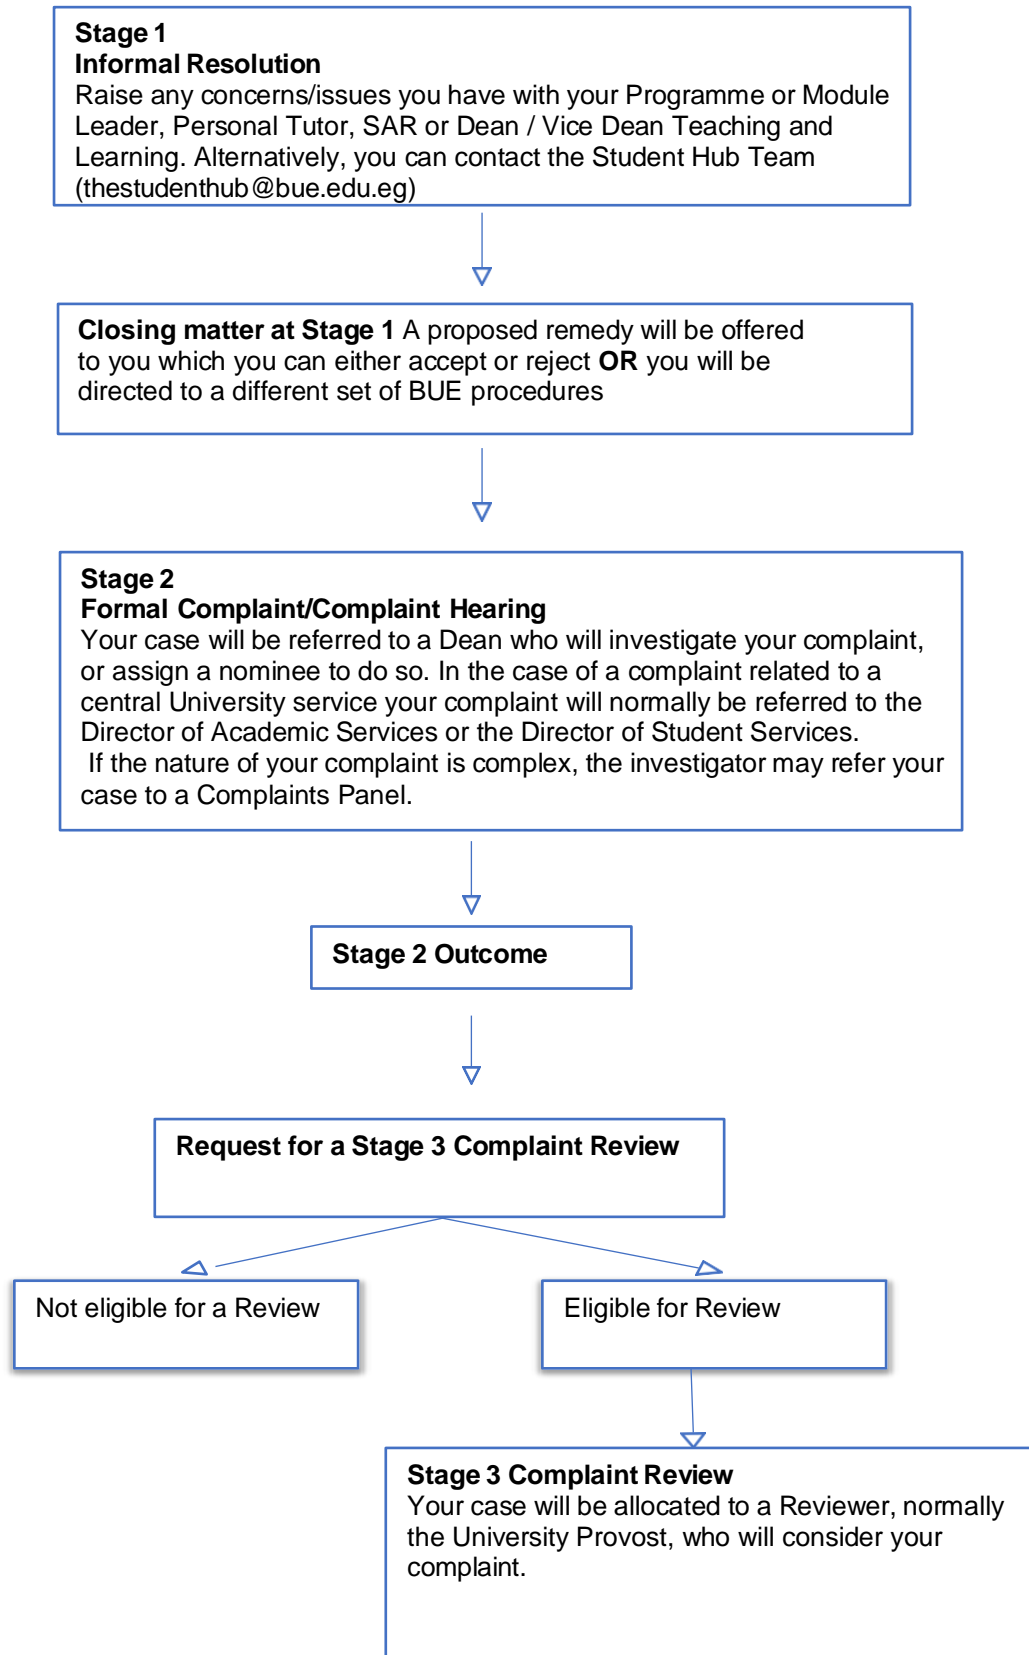 Stage 1
Informal Resolution
Raise any concerns/issues you have with your Programme or Module
Leader, Personal Tutor, SAR or Dean / Vice Dean Teaching and
Learning. Alternatively, you can contact the Student Hub Team
(thestudenthub@bue.edu.eg)
Closing matter at Stage 1 A proposed remedy will be offered
to you which you can either accept or reject OR you will be
directed to a different set of BUE procedures
Stage 2
Formal Complaint/Complaint Hearing
Your case will be referred to a Dean who will investigate your complaint,
or assign a nominee to do so. In the case of a complaint related to a
central University service your complaint will normally be referred to the
Director of Academic Services or the Director of Student Services.
If the nature of your complaint is complex, the investigator may refer your
case to a Complaints Panel.
Stage 2 Outcome
Request for a Stage 3 Complaint Review
Not eligible for a Review
Eligible for Review
Stage 3 Complaint Review
Your case will be allocated to a Reviewer, normally
the University Provost, who will consider your
complaint.